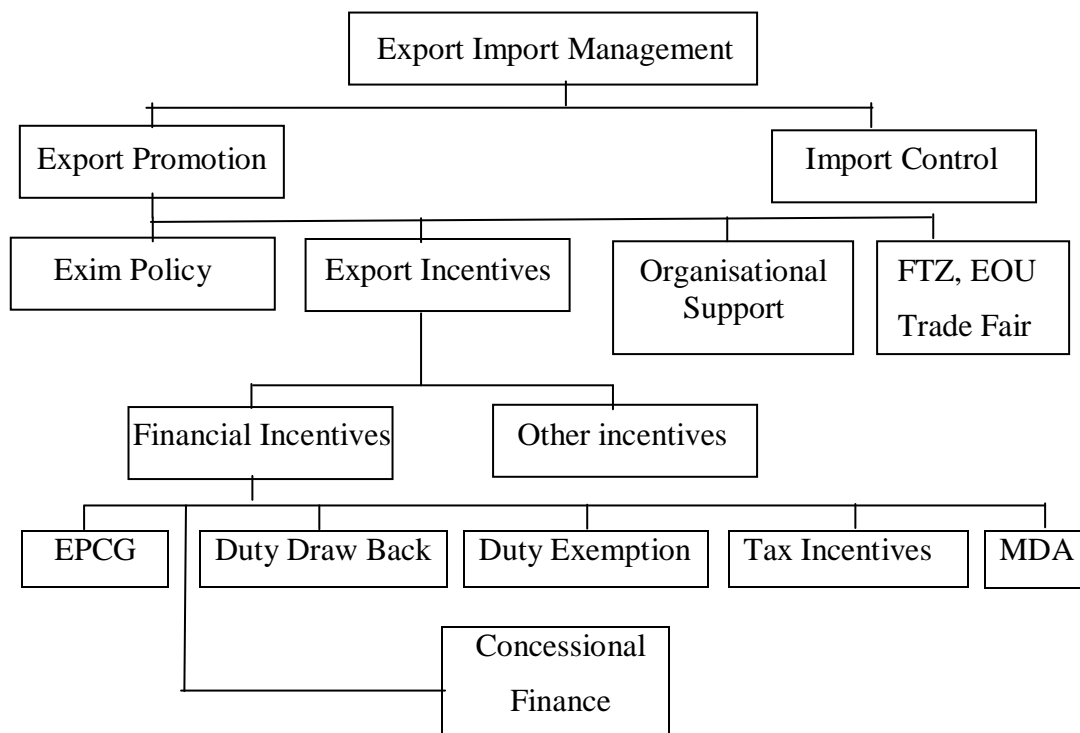 Export Import Management
Export Promotion
Import Control
Exim Policy
Export Incentives
Organisational
Support
FTZ, EOU
Trade Fair
Financial Incentives
Other incentives
EPCG
Duty Draw Back
Duty Exemption
Tax Incentives
MDA
Concessional
Finance